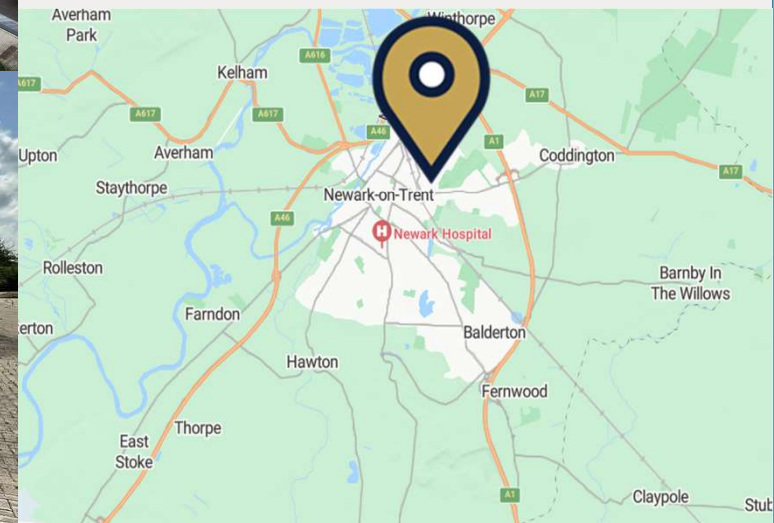 Averham
Park
Winthorpe
A616
Kelham
A617
A17
A617
A617
A46
A1
Upton
Averham
Coddington
A17
Staythorpe
Newark-on-Trent
A46
H Newark Hospital
Rolleston
Barnby In
The Willows
Farndon
erton
Balderton
Hawton
Fernwood
Thorpe
East
Stoke
A1
Claypole
Stub